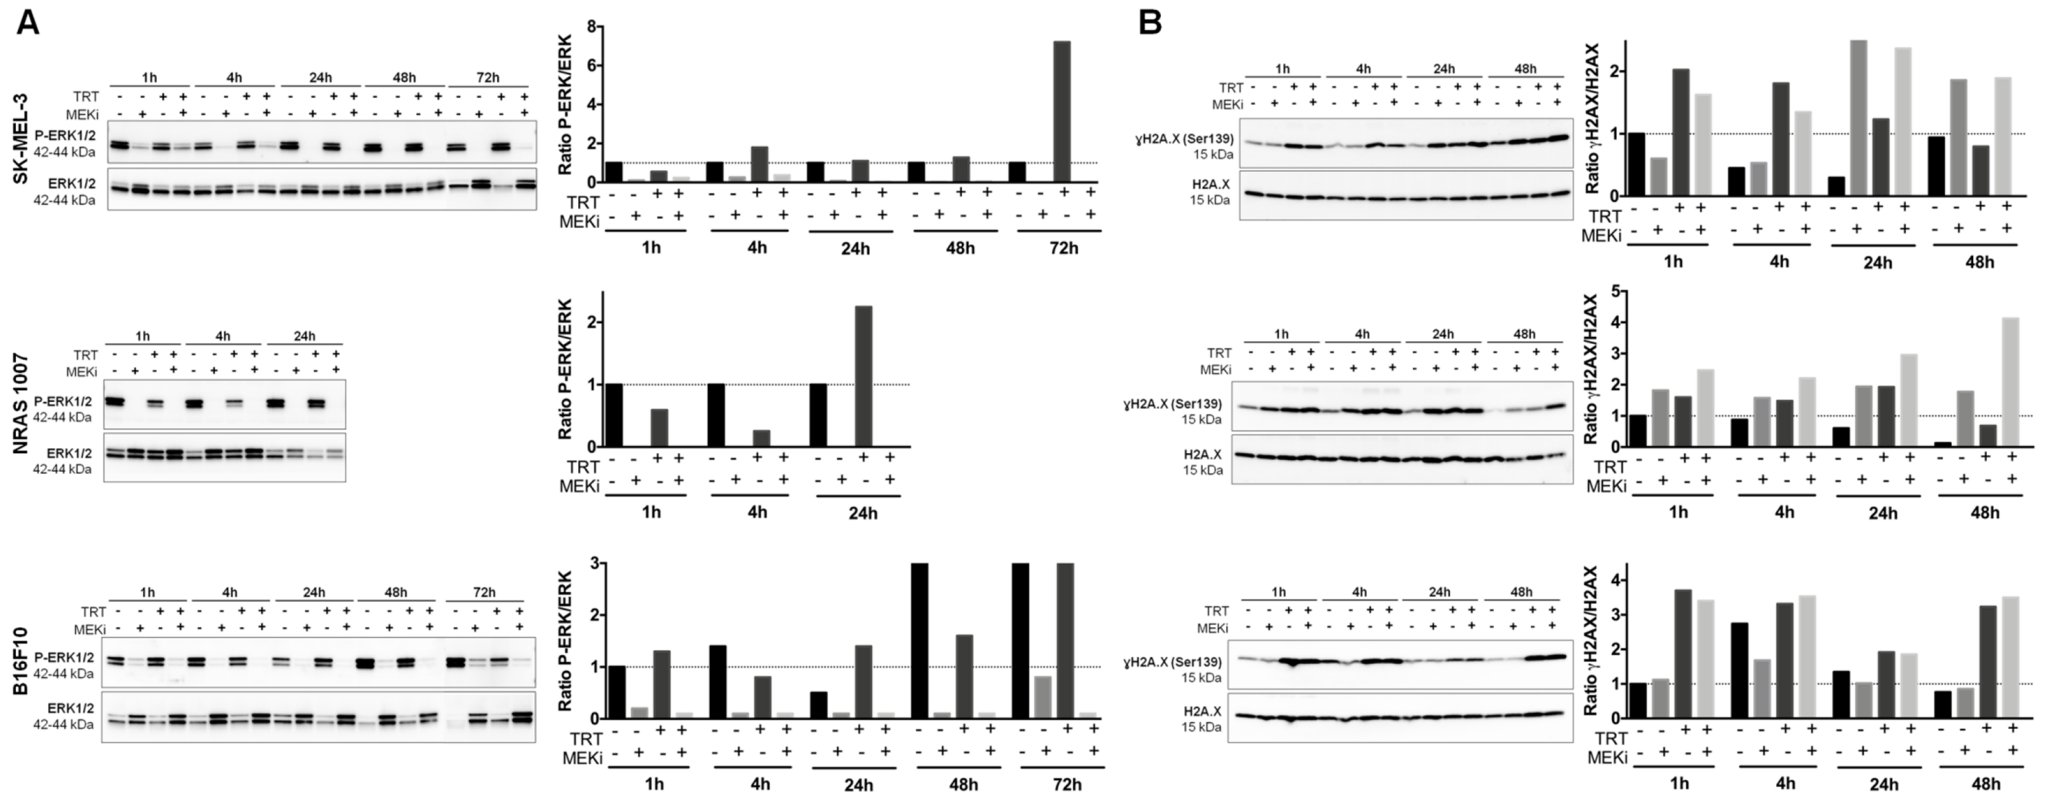 A
SK-MEL-3
1h 4h 24h 48h 72h
TRT - - + + - - + + - - + + - - + + - - + +
MEKi - + - + - + - + - + - + - + - + - + - +
P-ERK1/2
42-44 kDa
ERK1/2
42-44 kDa
Ratio P-ERK/ERK
8
6
4
2
0
TRT - - + + - - + + - - + + - - + + - - + +
MEKi - + - + - + - + - + - + - + - + - + - +
1h 4h 24h 48h 72h
NRAS 1007
1h 4h 24h
TRT - - + + - - + + - - + +
MEKi - + - + - + - + - + - +
P-ERK1/2
42-44 kDa
ERK1/2
42-44 kDa
Ratio P-ERK/ERK
2
1
0
TRT - - + + - - + + - - + +
MEKi - + - + - + - + - + - +
1h 4h 24h
B16F10
1h 4h 24h 48h 72h
TRT - - + + - - + + - - + + - - + + - - + +
MEKi - + - + - + - + - + - + - + - + - + - +
P-ERK1/2
42-44 kDa
ERK1/2
42-44 kDa
Ratio P-ERK/ERK
3
2
1
0
TRT - - + + - - + + - - + + - - + + - - + +
MEKi - + - + - + - + - + - + - + - + - + - +
1h 4h 24h 48h 72h
B
1h 4h 24h 48h
TRT - - + + - - + + - - + + - - + +
MEKi - + - + - + - + - + - + - + - +
ɣH2A.X (Ser139)
15 kDa
H2A.X
15 kDa
Ratio γH2AX/H2AX
2
1
0
TRT - - + + - - + + - - + + - - + +
MEKi - + - + - + - + - + - + - + - +
1h 4h 24h 48h
1h 4h 24h 48h
TRT - - + + - - + + - - + + - - + +
MEKi - + - + - + - + - + - + - + - +
ɣH2A.X (Ser139)
15 kDa
H2A.X
15 kDa
Ratio γH2AX/H2AX
5
4
3
2
1
0
TRT - - + + - - + + - - + + - - + +
MEKi - + - + - + - + - + - + - + - +
1h 4h 24h 48h
1h 4h 24h 48h
TRT - - + + - - + + - - + + - - + +
MEKi - + - + - + - + - + - + - + - +
ɣH2A.X (Ser139)
15 kDa
H2A.X
15 kDa
Ratio γH2AX/H2AX
4
3
2
1
0
TRT - - + + - - + + - - + + - - + +
MEKi - + - + - + - + - + - + - + - +
1h 4h 24h 48h